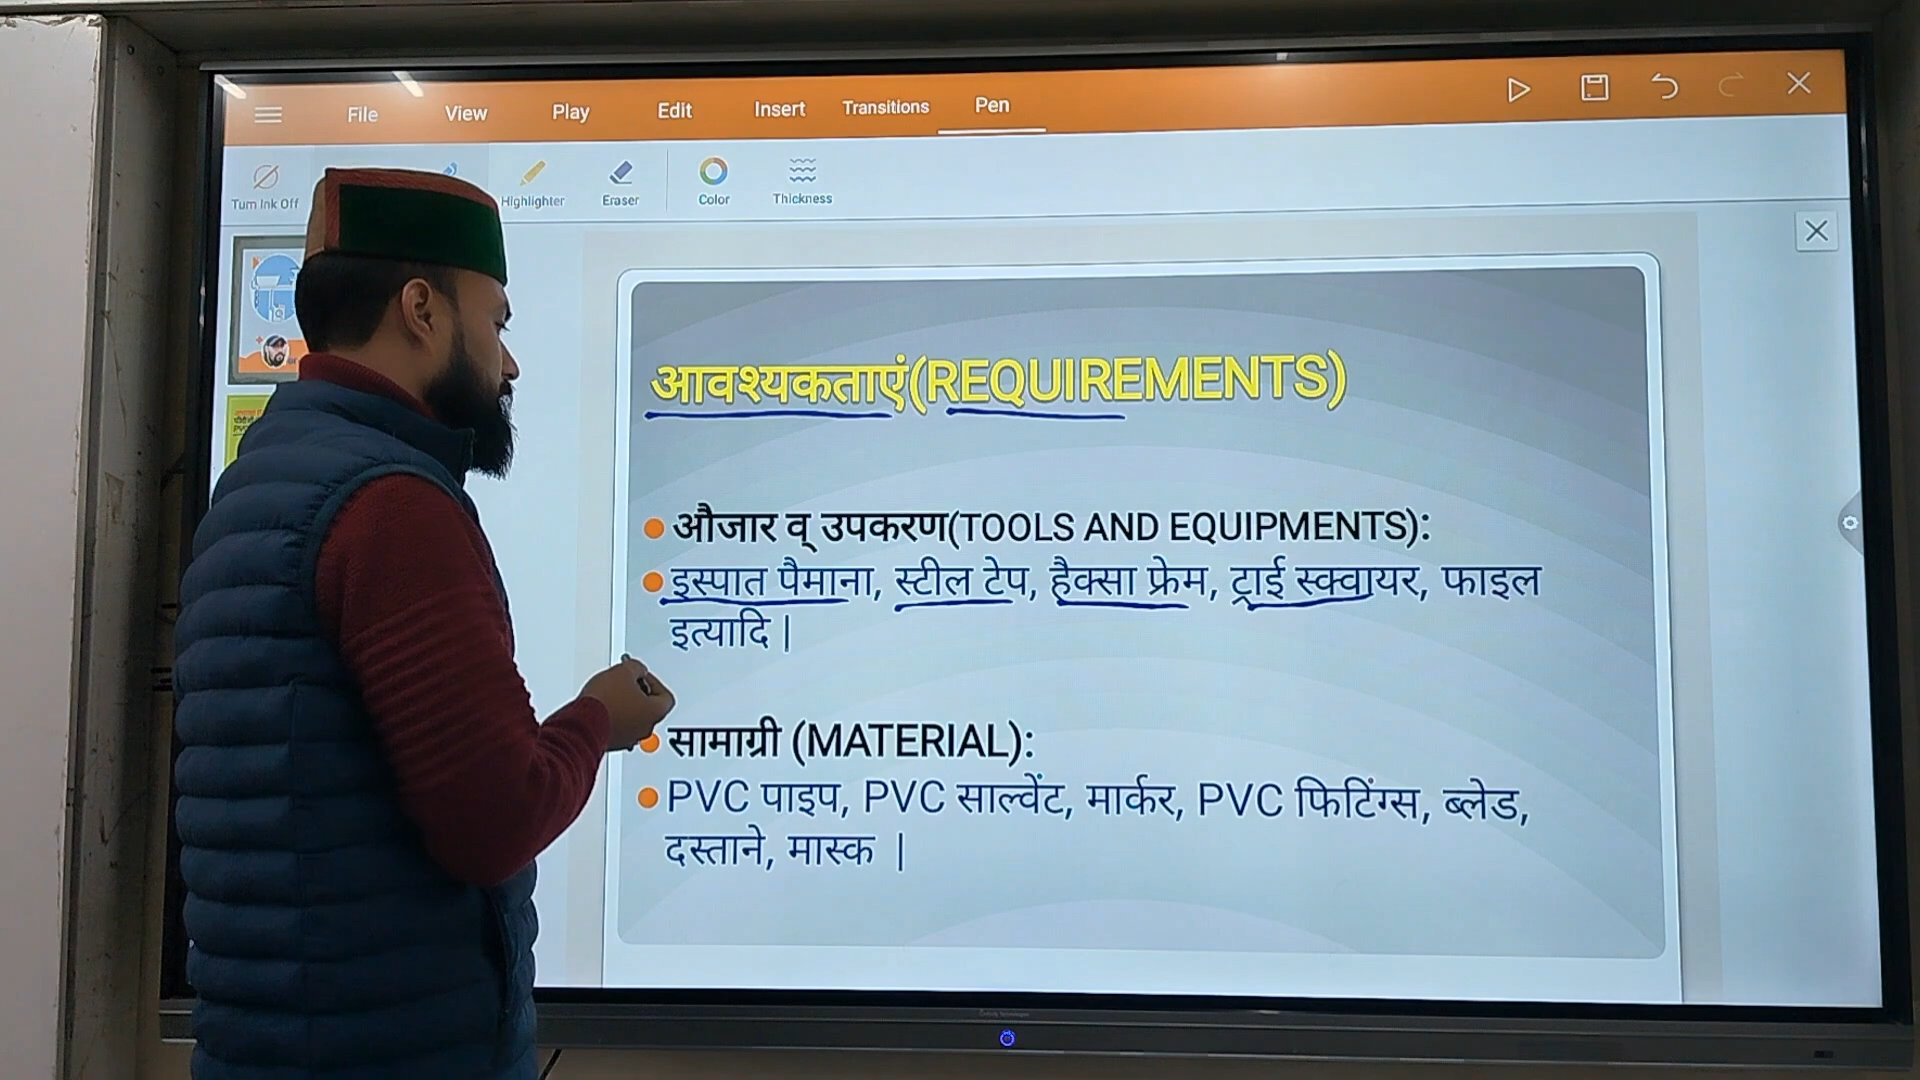 File View Play Edit Insert Transitions Pen
Turn Ink Off Highlighter Eraser Color Thickness
आवश्यकताएं(REQUIREMENTS)
औजार व् उपकरण(TOOLS AND EQUIPMENTS):
इस्पात पैमाना, स्टील टेप, हैक्सा फ्रेम, ट्राई स्क्वायर, फाइल
इत्यादि |
सामाग्री (MATERIAL):
PVC पाइप, PVC साल्वेंट, मार्कर, PVC फिटिंग्स, ब्लेड,
दस्ताने, मास्क |